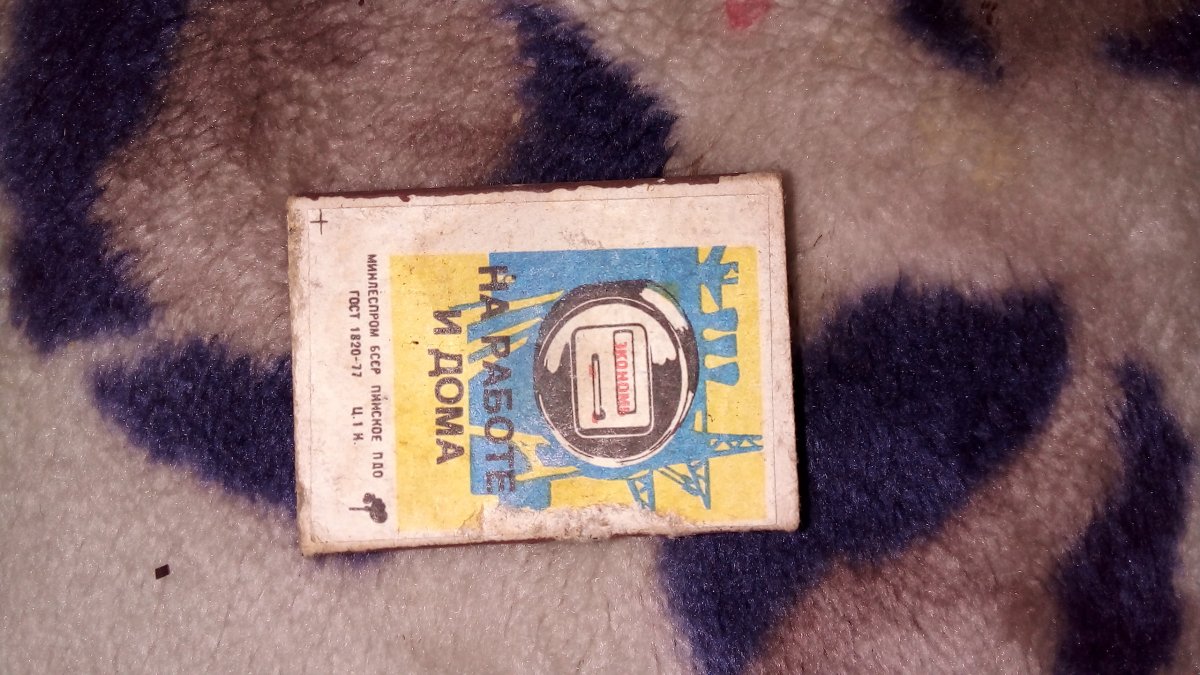 ЭКОНОМЬ
НА РАБОТЕ
И ДОМА
МИНЛЕСПРОМ БССР ПИНСКОЕ ПДО
ГОСТ 1820-77 Ц.1 К.